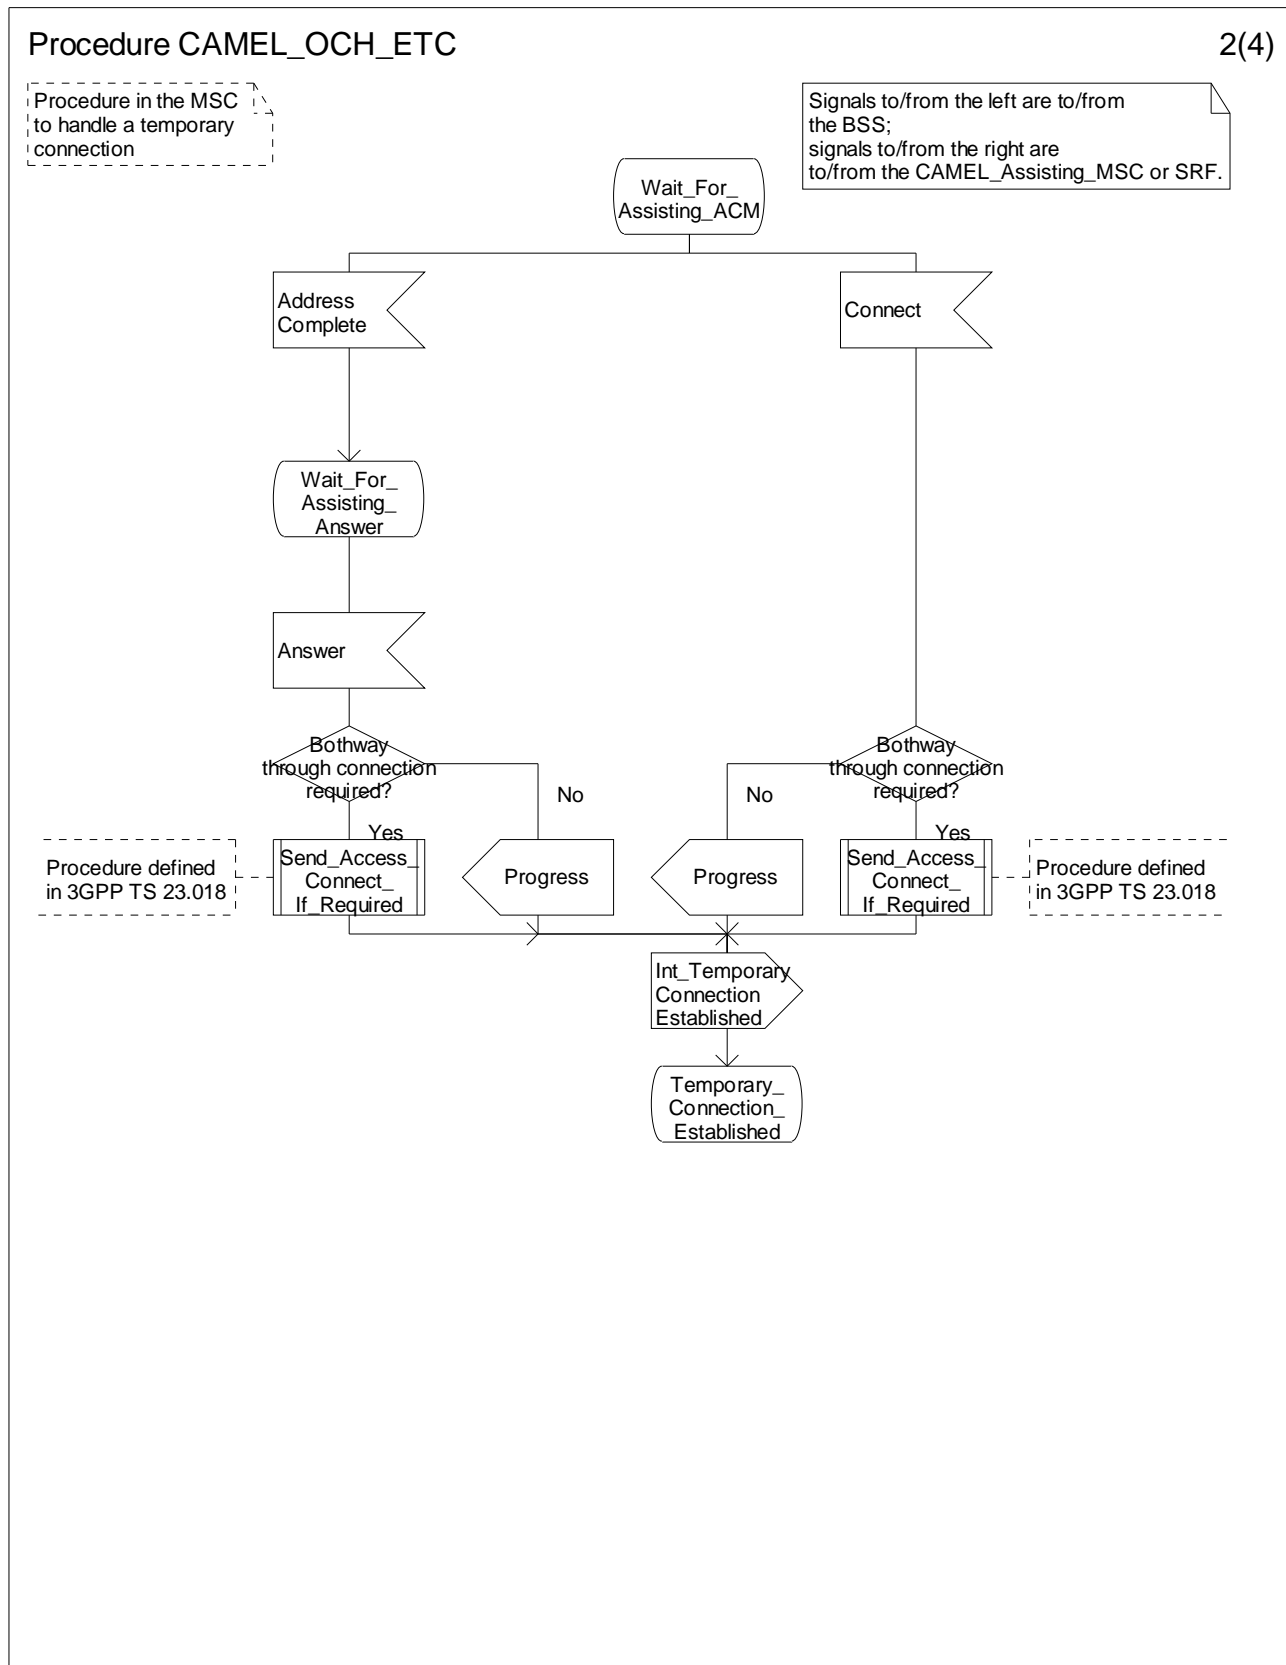 Procedure CAMEL_OCH_ETC
2(4)
Procedure in the MSC
to handle a temporary
connection
Signals to/from the left are to/from
the BSS;
signals to/from the right are
to/from the CAMEL_Assisting_MSC or SRF.
Wait_For_
Assisting_ACM
Address
Complete
Connect
Wait_For_
Assisting_
Answer
Answer
Bothway
through connection
required?
No
Yes
Bothway
through connection
required?
No
Yes
Procedure defined
in 3GPP TS 23.018
Send_Access_
Connect_
If_Required
Progress
Progress
Send_Access_
Connect_
If_Required
Procedure defined
in 3GPP TS 23.018
Int_Temporary
Connection
Established
Temporary_
Connection_
Established